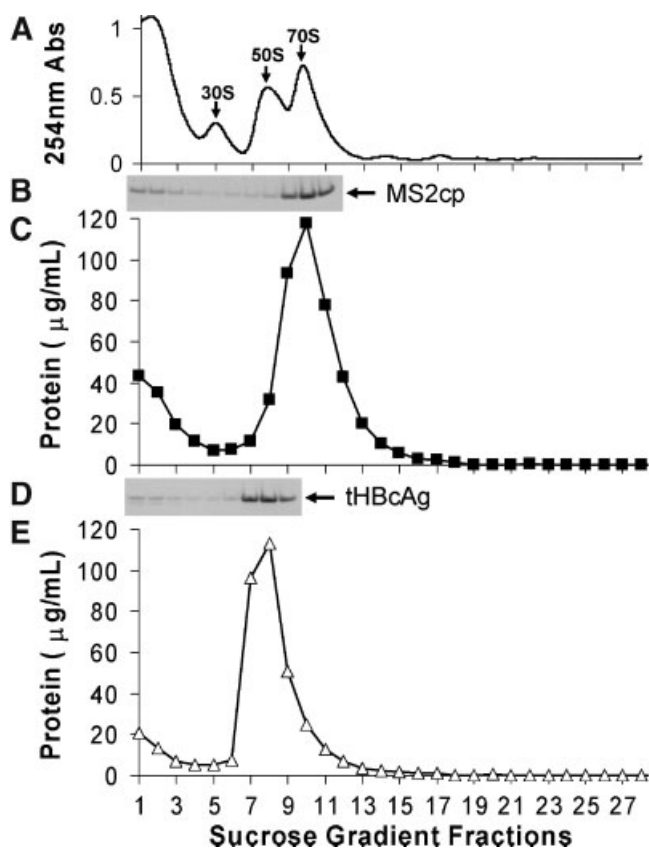 A
254nm Abs
1
0.5
0
30S
50S
70S
B
MS2cp
C
Protein ( μg/mL)
120
100
80
60
40
20
0
D
tHBcAg
E
Protein ( μg/mL)
120
100
80
60
40
20
0
1 3 5 7 9 11 13 15 17 19 21 23 25 27
Sucrose Gradient Fractions